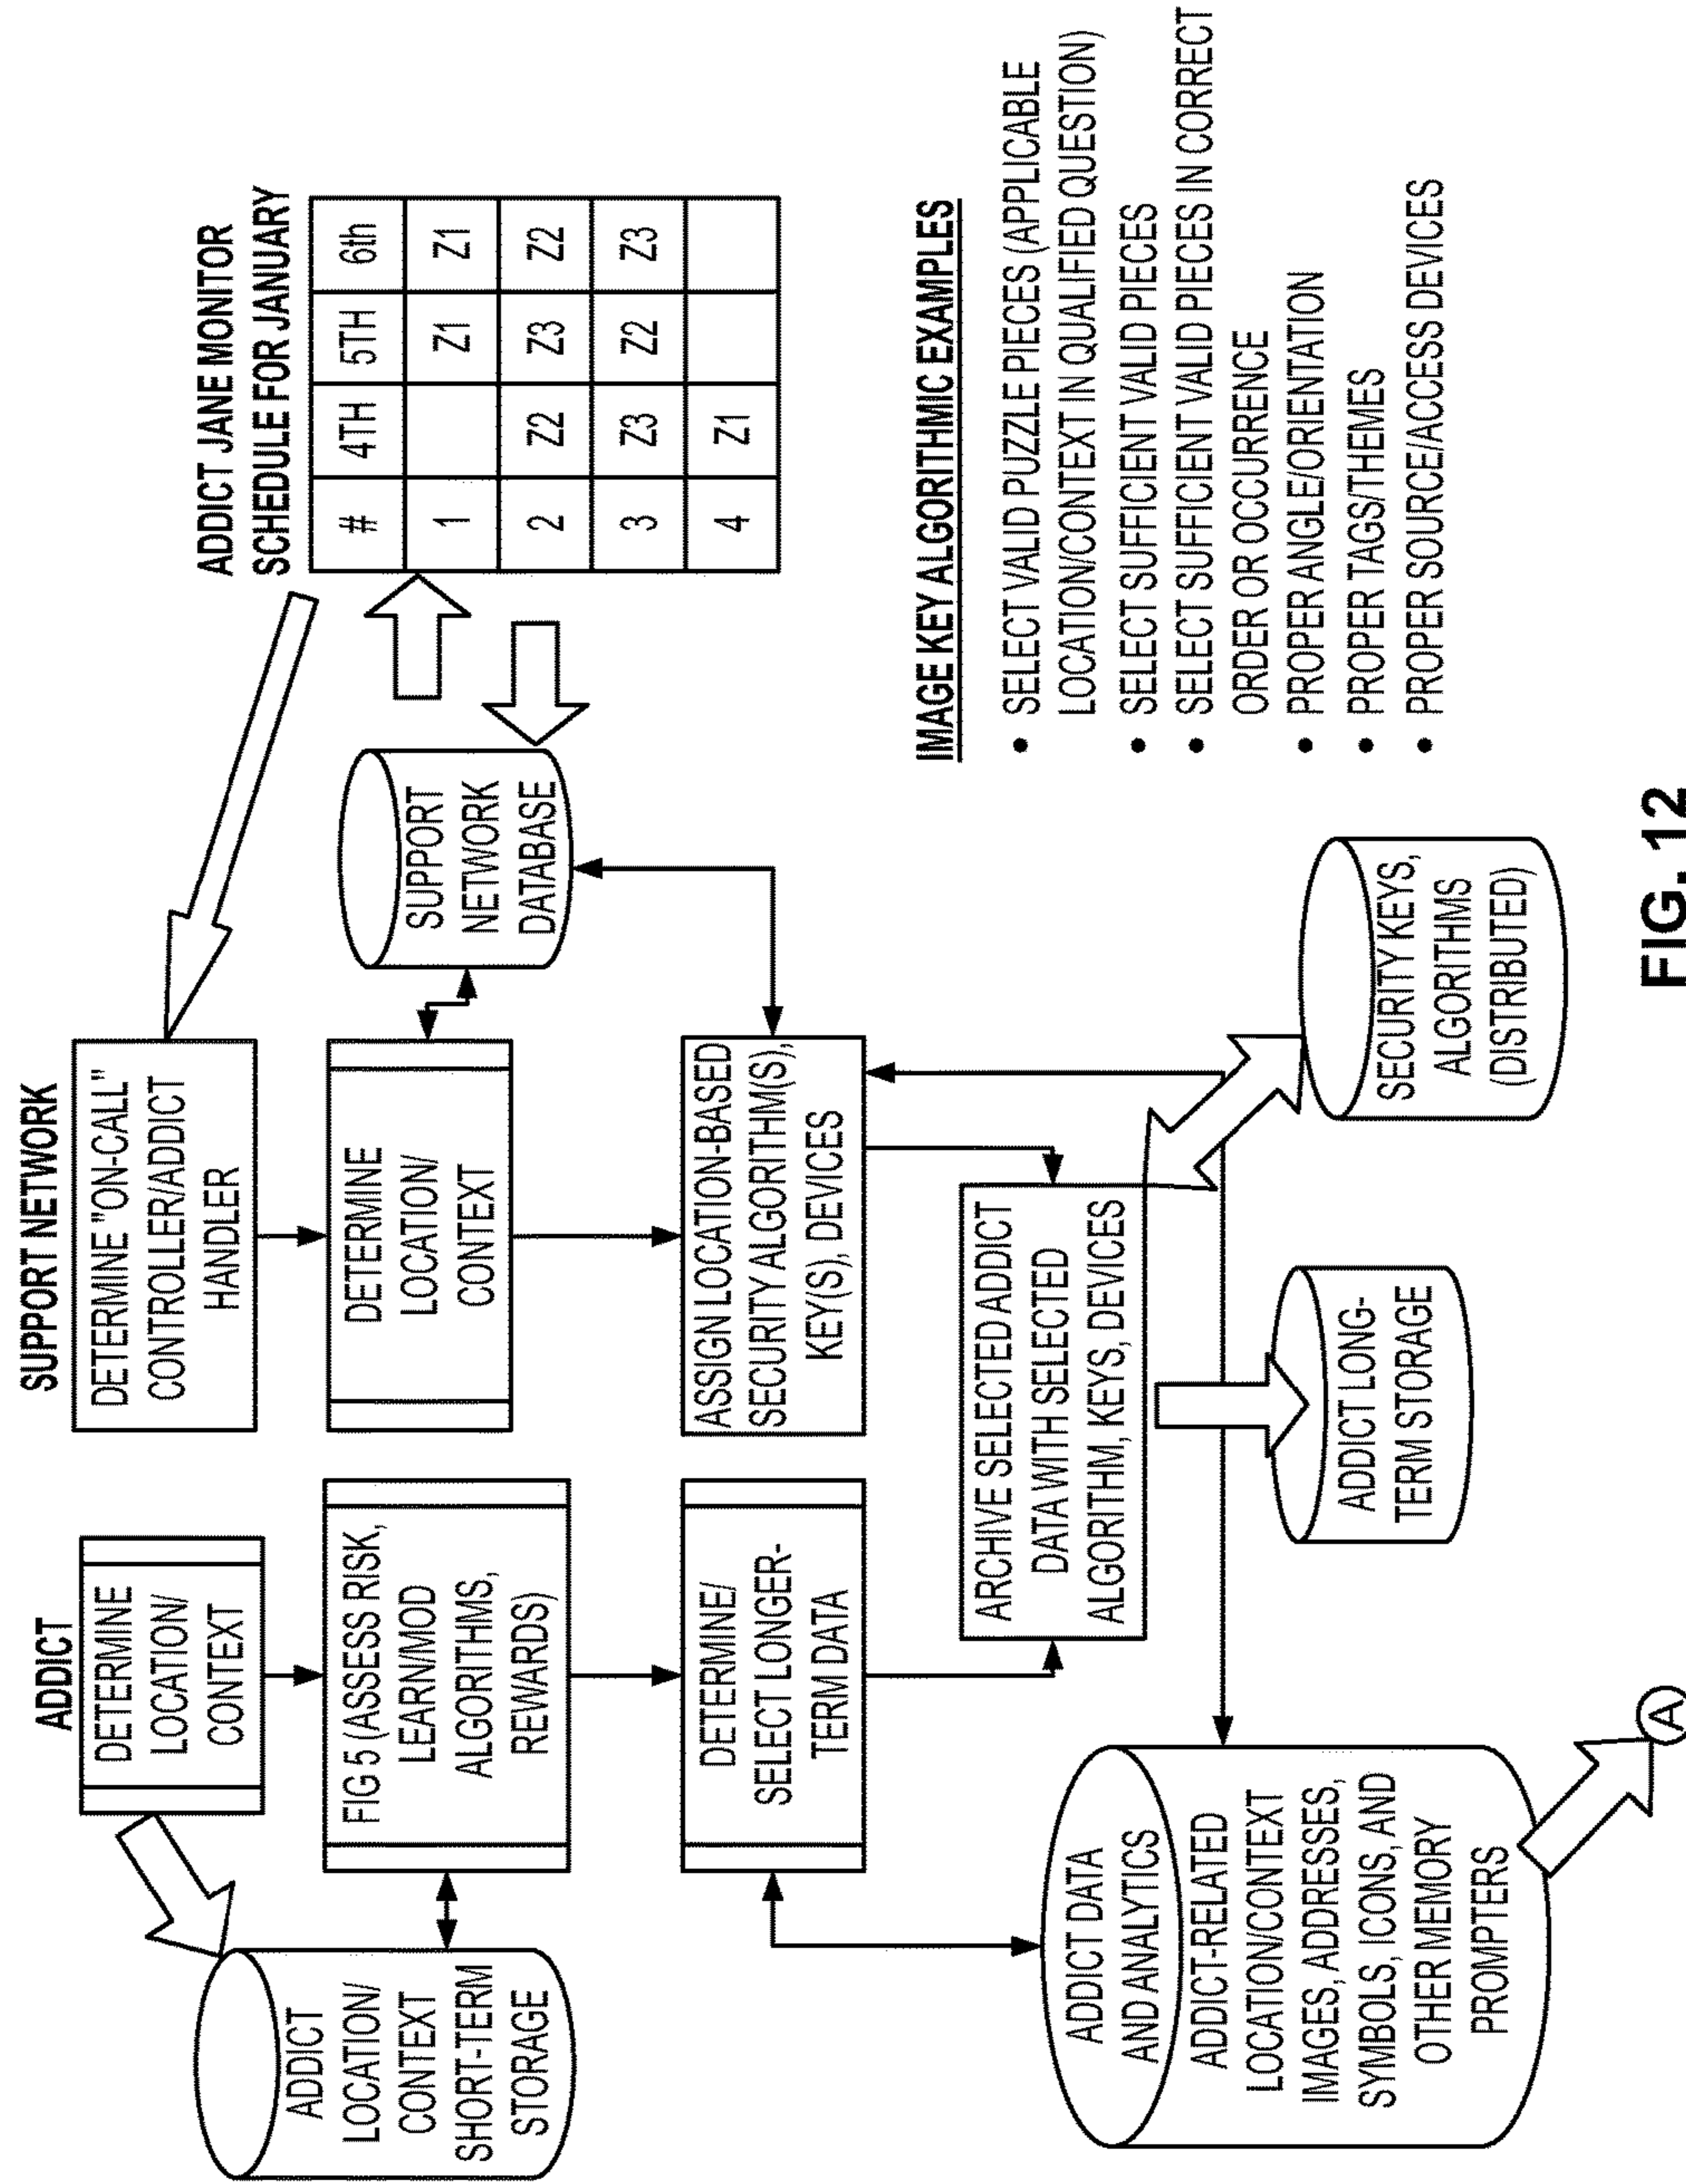 ADDICT
DETERMINE
LOCATION/
CONTEXT
ADDICT
LOCATION/
CONTEXT
SHORT-TERM
STORAGE
FIG 5 (ASSESS RISK,
LEARN/MOD
ALGORITHMS,
REWARDS)
DETERMINE/
SELECT LONGER-
TERM DATA
ADDICT DATA
AND ANALYTICS
ADDICT-RELATED
LOCATION/CONTEXT
IMAGES, ADDRESSES,
SYMBOLS, ICONS, AND
OTHER MEMORY
PROMPTERS
A
SUPPORT NETWORK
DETERMINE "ON-CALL"
CONTROLLER/ADDICT
HANDLER
DETERMINE
LOCATION/
CONTEXT
SUPPORT
NETWORK
DATABASE
ASSIGN LOCATION-BASED
SECURITY ALGORITHM(S),
KEY(S), DEVICES
ARCHIVE SELECTED ADDICT
DATA WITH SELECTED
ALGORITHM, KEYS, DEVICES
ADDICT LONG-
TERM STORAGE
SECURITY KEYS,
ALGORITHMS
(DISTRIBUTED)
ADDICT JANE MONITOR
SCHEDULE FOR JANUARY
# 4TH 5TH 6th
1 Z1 Z1
2 Z2 Z3 Z2
3 Z3 Z2 Z3
4 Z1
IMAGE KEY ALGORITHMIC EXAMPLES
• SELECT VALID PUZZLE PIECES (APPLICABLE
LOCATION/CONTEXT IN QUALIFIED QUESTION)
• SELECT SUFFICIENT VALID PIECES
• SELECT SUFFICIENT VALID PIECES IN CORRECT
ORDER OR OCCURRENCE
• PROPER ANGLE/ORIENTATION
• PROPER TAGS/THEMES
• PROPER SOURCE/ACCESS DEVICES
FIG. 12